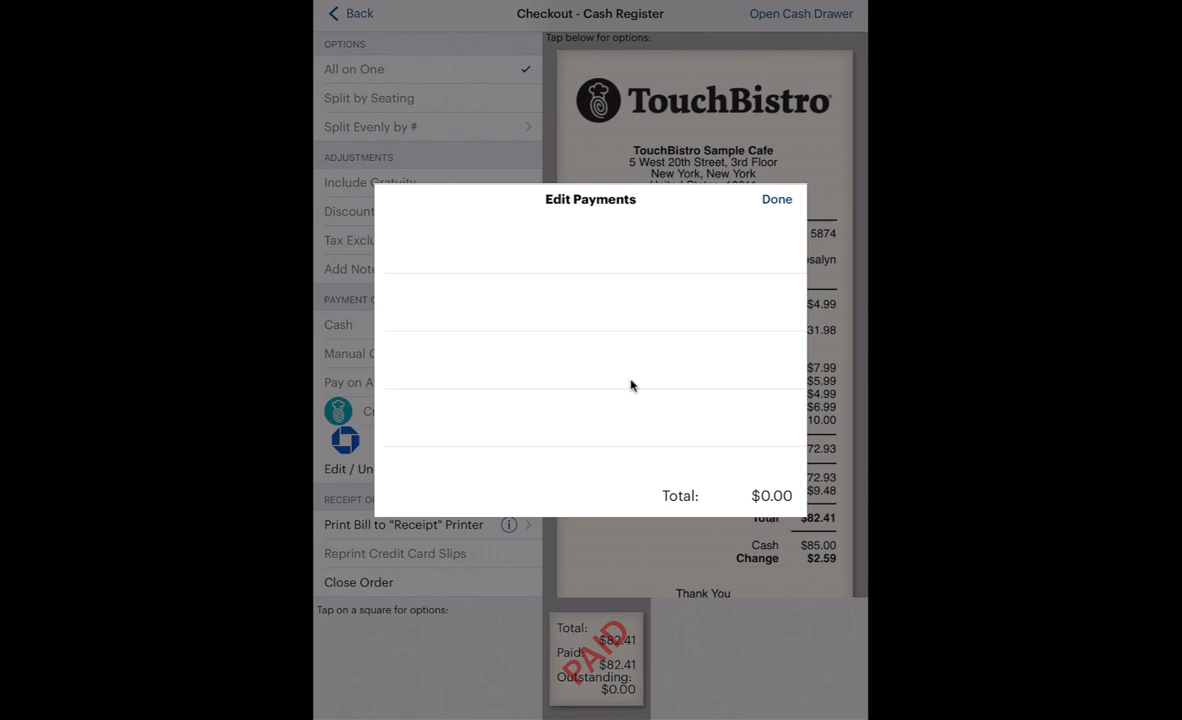 Back
Checkout - Cash Register
Open Cash Drawer
OPTIONS
All on One
Split by Seating
Split Evenly by #
ADJUSTMENTS
Include Gratuity
Discount
Tax
Add Note
PAYMENT
Cash
Manual
Pay on
Edit /
RECEIPT
Print Bill to "Receipt" Printer
Reprint Credit Card Slips
Close Order
Tap on a square for options:
Tap below for options:
TouchBistro
TouchBistro Sample Cafe
5 West 20th Street, 3rd Floor
New York, New York
5874
$4.99
31.98
$7.99
$5.99
$4.99
$6.99
10.00
72.93
72.93
$9.48
Total $82.41
Cash $85.00
Change $2.59
Thank You
Edit Payments
Done
Total: $0.00
Total:
$82.41
Paid:
$82.41
Outstanding:
$0.00
PAID